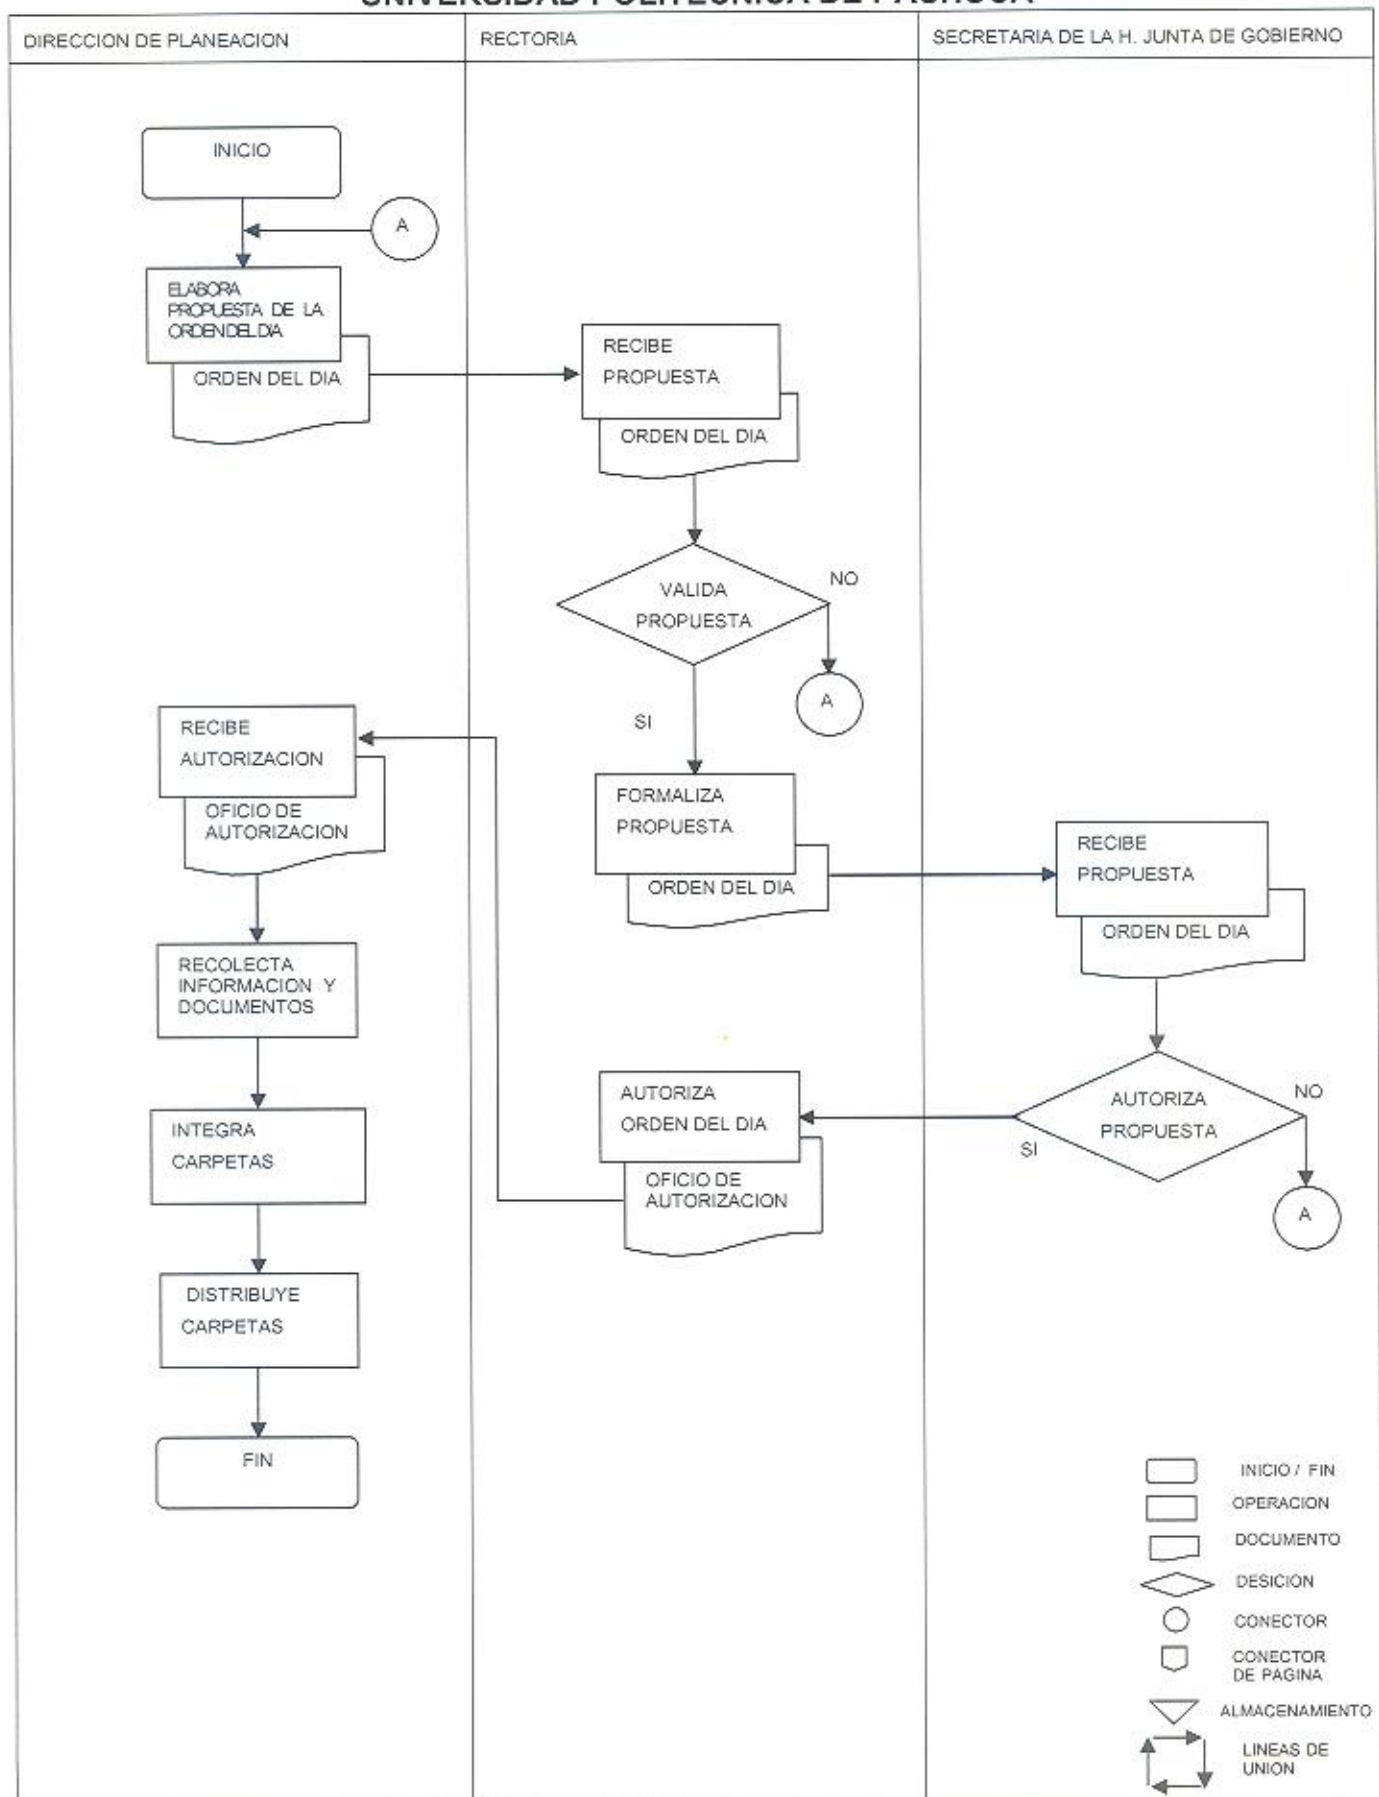 UNIVERSIDAD POLITECNICA DE PACHUCA
DIRECCION DE PLANEACION
RECTORIA
SECRETARIA DE LA H. JUNTA DE GOBIERNO
INICIO
A
ELABORA
PROPUESTA DE LA
ORDEN DEL DIA
ORDEN DEL DIA
RECIBE
PROPUESTA
ORDEN DEL DIA
VALIDA
PROPUESTA
NO
A
SI
FORMALIZA
PROPUESTA
ORDEN DEL DIA
RECIBE
PROPUESTA
ORDEN DEL DIA
AUTORIZA
PROPUESTA
NO
A
SI
AUTORIZA
ORDEN DEL DIA
OFICIO DE
AUTORIZACION
RECIBE
AUTORIZACION
OFICIO DE
AUTORIZACION
RECOLECTA
INFORMACION Y
DOCUMENTOS
INTEGRA
CARPETAS
DISTRIBUYE
CARPETAS
FIN
INICIO / FIN
OPERACION
DOCUMENTO
DESICION
CONECTOR
CONECTOR
DE PAGINA
ALMACENAMIENTO
LINEAS DE
UNION